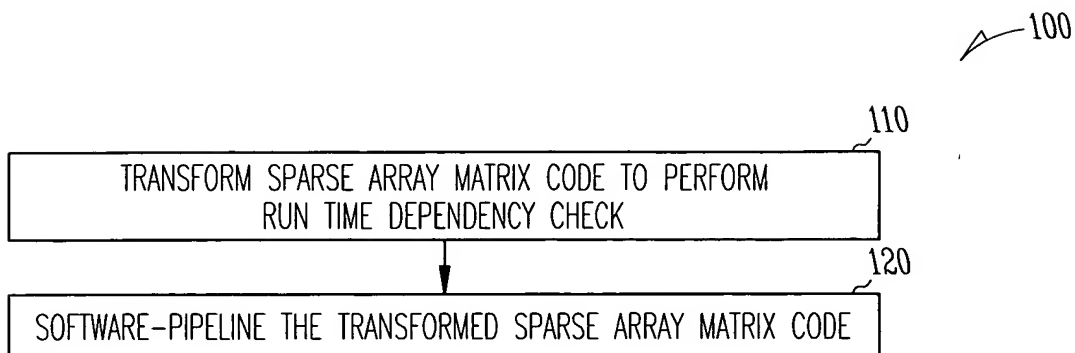 100
110
TRANSFORM SPARSE ARRAY MATRIX CODE TO PERFORM
RUN TIME DEPENDENCY CHECK
120
SOFTWARE-PIPELINE THE TRANSFORMED SPARSE ARRAY MATRIX CODE